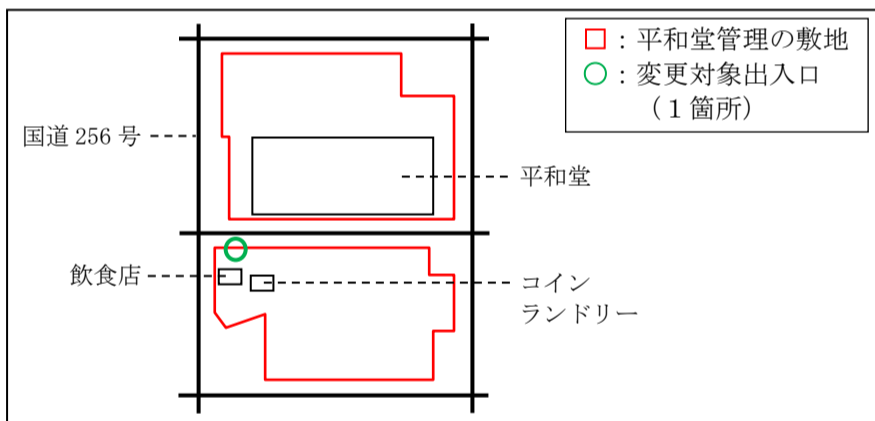 □：平和堂管理の敷地
○：変更対象出入口
（１箇所）
国道 256 号
平和堂
飲食店
コイン
ランドリー